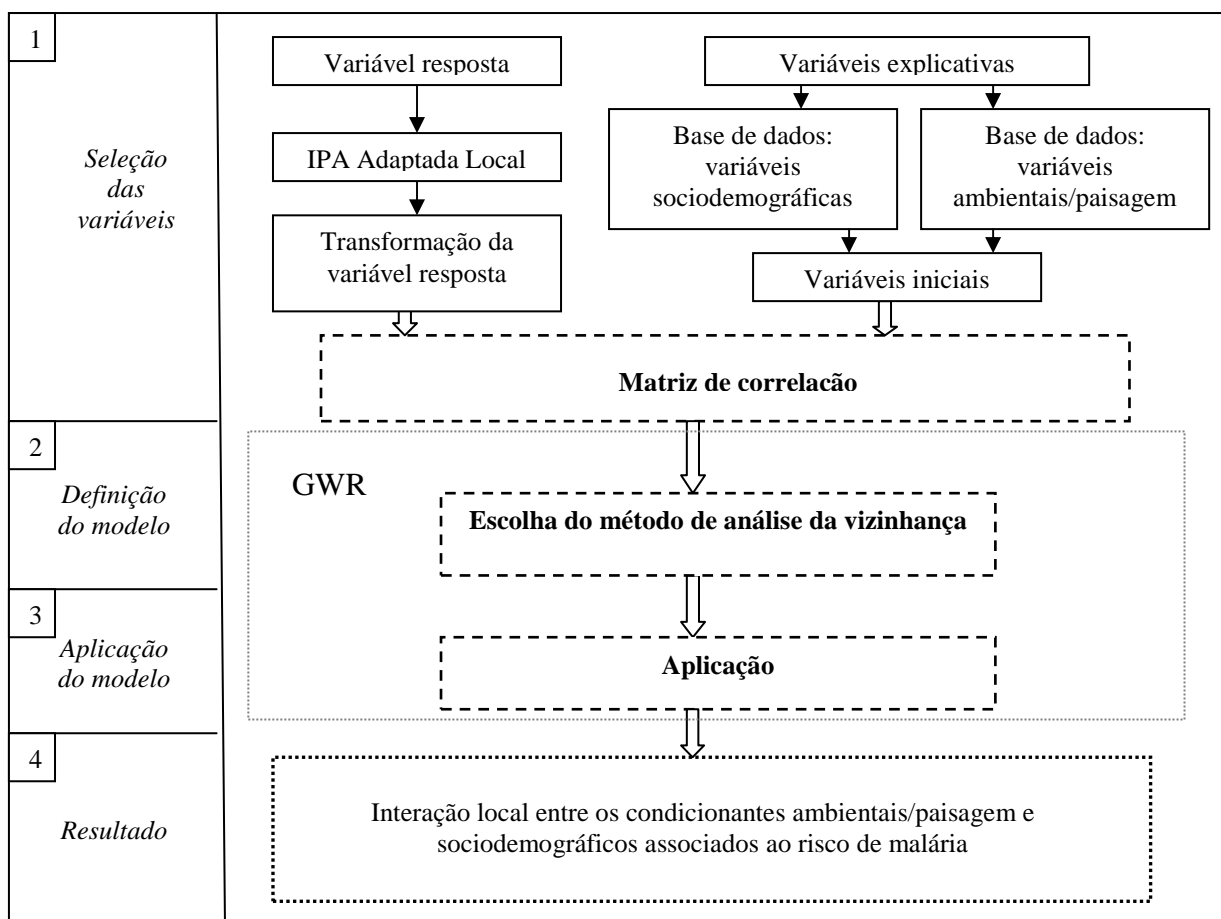 1
Seleção
das
variáveis
Variável resposta
Variáveis explicativas
IPA Adaptada Local
Base de dados:
variáveis
sociodemográficas
Base de dados:
variáveis
ambientais/paisagem
Transformação da
variável resposta
Variáveis iniciais
Matriz de correlacão
2
Definição
do modelo
GWR
Escolha do método de análise da vizinhança
3
Aplicação
do modelo
Aplicação
4
Resultado
Interação local entre os condicionantes ambientais/paisagem e
sociodemográficos associados ao risco de malária